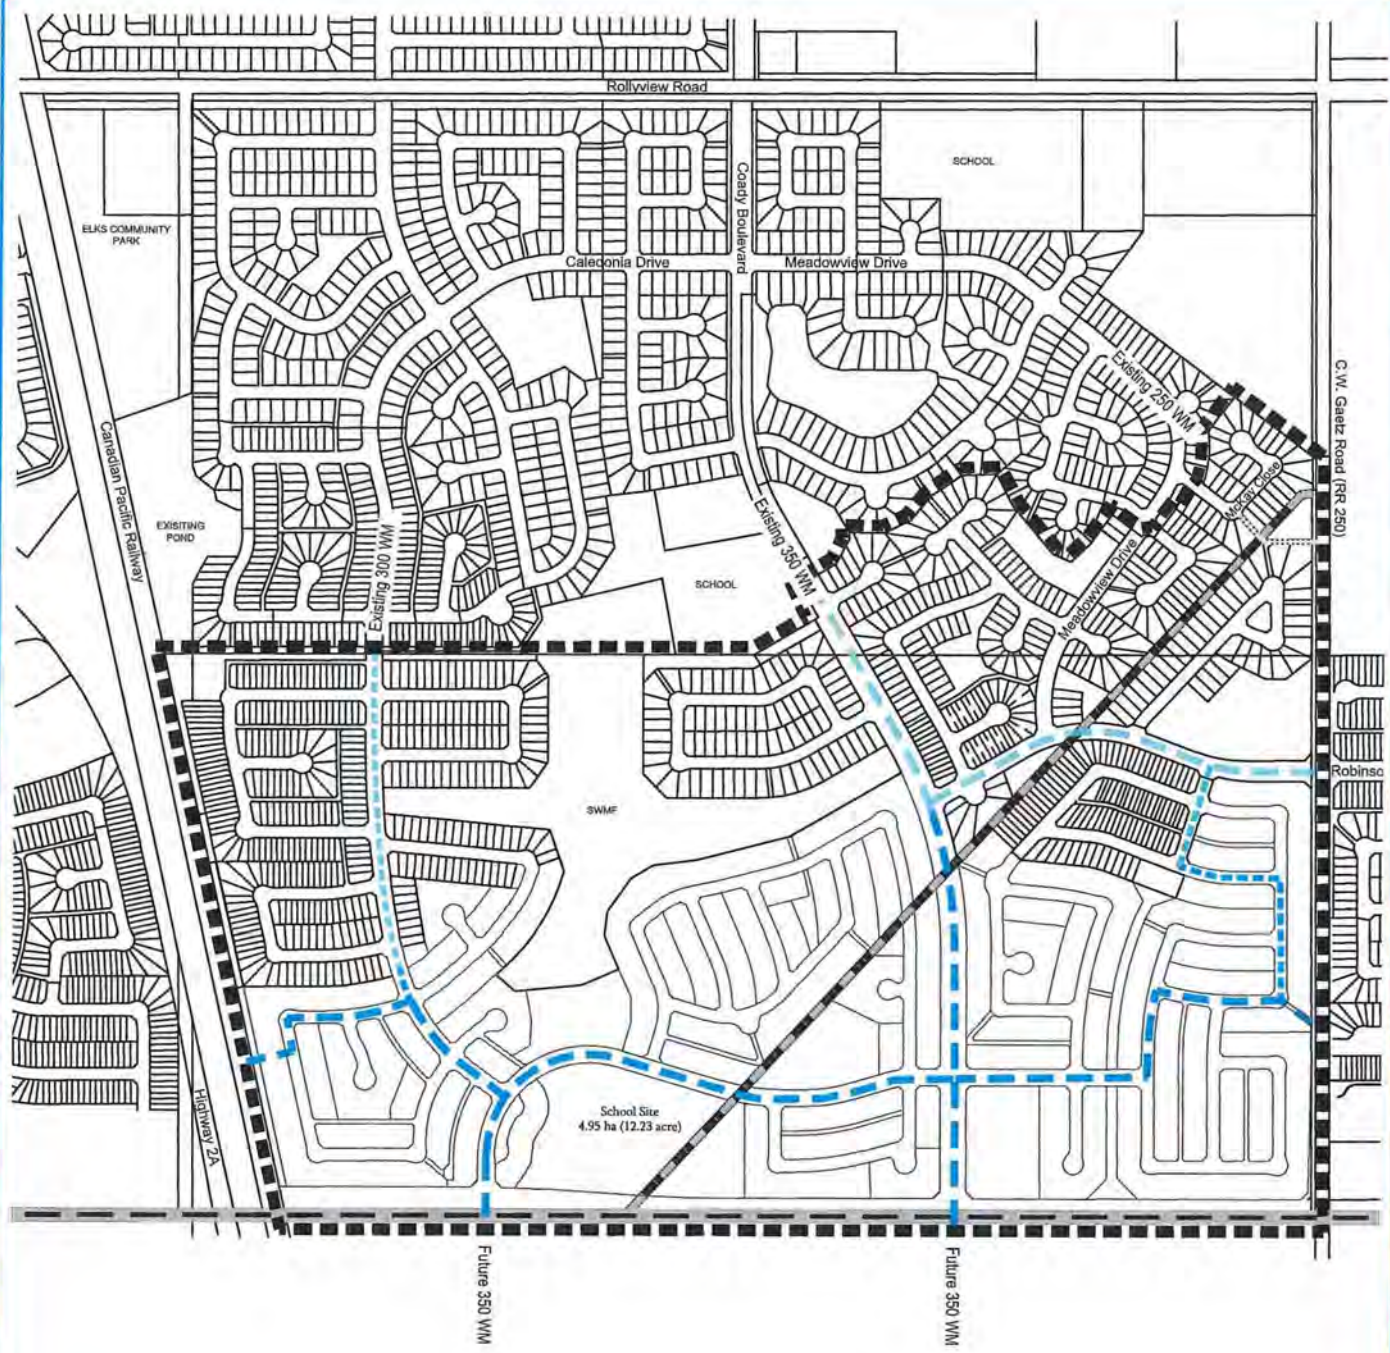 Rollyview Road
SCHOOL
Coady Boulevard
ELKS COMMUNITY
PARK
Caledonia Drive
Meadowview Drive
Existing 250 WM
C.W. Gaetz Road (RR 250)
Canadian Pacific Railway
McKay Close
EXISITING
POND
Existing 300 WM
Existing 350 WM
SCHOOL
Meadowview Drive
Robinso
SWMF
School Site
4.95 ha (12.23 acre)
Highway 2A
Future 350 WM
Future 350 WM